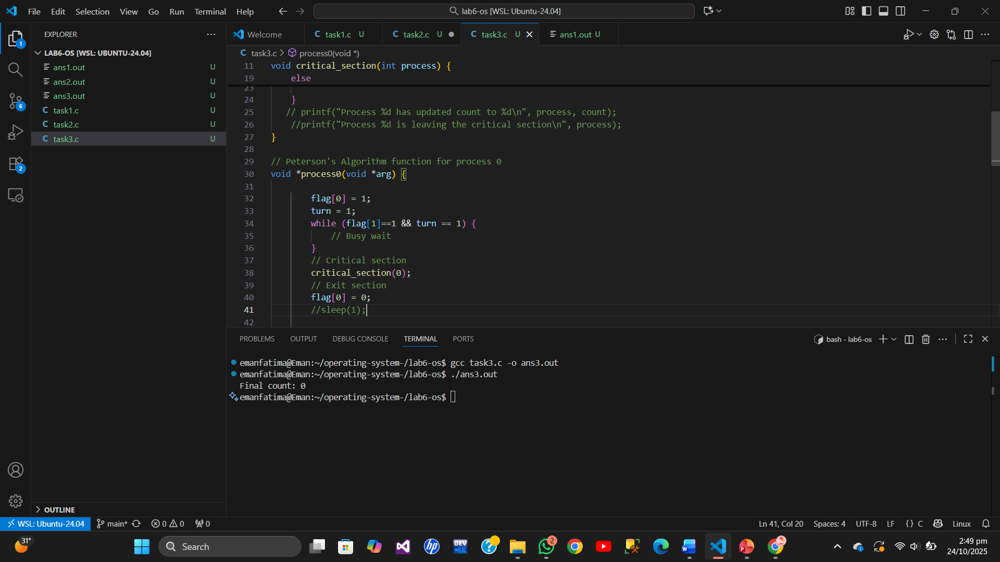 File Edit Selection View Go Run Terminal Help
lab6-os [WSL: Ubuntu-24.04]
EXPLORER
LAB6-OS [WSL: UBUNTU-24.04]
ans1.out U
ans2.out U
ans3.out U
C task1.c U
C task2.c U
C task3.c U
OUTLINE
1
6
2
Welcome
C task1.c U
C task2.c U
C task3.c U
ans1.out U
C task3.c > process0(void *)
11 void critical_section(int process) {
19 else
23
24 }
25 // printf("Process %d has updated count to %d\n", process, count);
26 //printf("Process %d is leaving the critical section\n", process);
27 }
28
29 // Peterson's Algorithm function for process 0
30 void *process0(void *arg) {
31
32 flag[0] = 1;
33 turn = 1;
34 while (flag[1]==1 && turn == 1) {
35 // Busy wait
36 }
37 // Critical section
38 critical_section(0);
39 // Exit section
40 flag[0] = 0;
41 //sleep(1);
42
PROBLEMS OUTPUT DEBUG CONSOLE TERMINAL PORTS
bash - lab6-os
emanfatima@Eman:~/operating-system-/lab6-os$ gcc task3.c -o ans3.out
emanfatima@Eman:~/operating-system-/lab6-os$ ./ans3.out
Final count: 0
emanfatima@Eman:~/operating-system-/lab6-os$
WSL: Ubuntu-24.04 main* 0 0 0
Ln 41, Col 20 Spaces: 4 UTF-8 LF {} C Linux
31°
Search
hp
DEV
C++
2
W
P
2:49 pm
24/10/2025